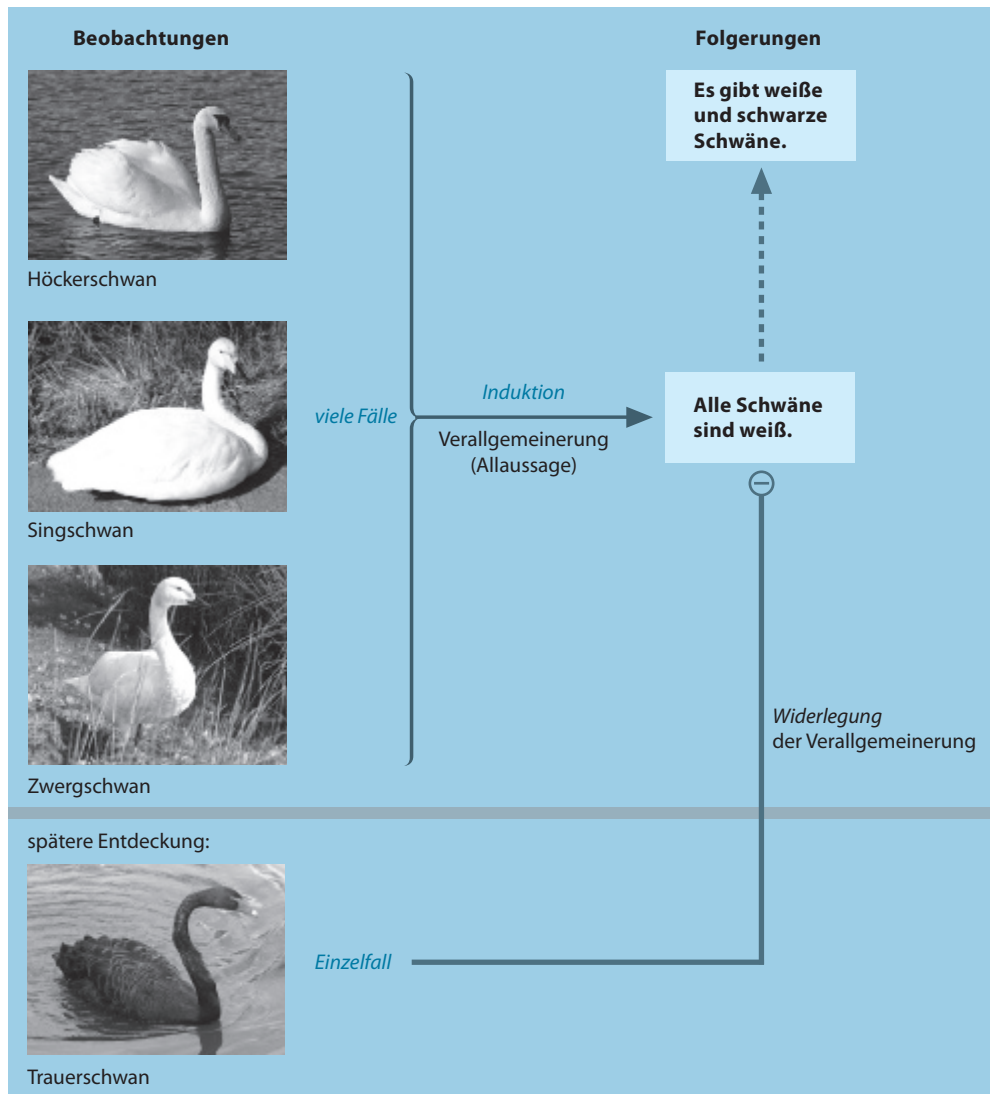 Beobachtungen
Folgerungen
Es gibt weiße
und schwarze
Schwäne.
Höckerschwan
viele Fälle
Induktion
Verallgemeinerung
(Allaussage)
Alle Schwäne
sind weiß.
Singschwan
Widerlegung
der Verallgemeinerung
Zwergschwan
spätere Entdeckung:
Einzelfall
Trauerschwan